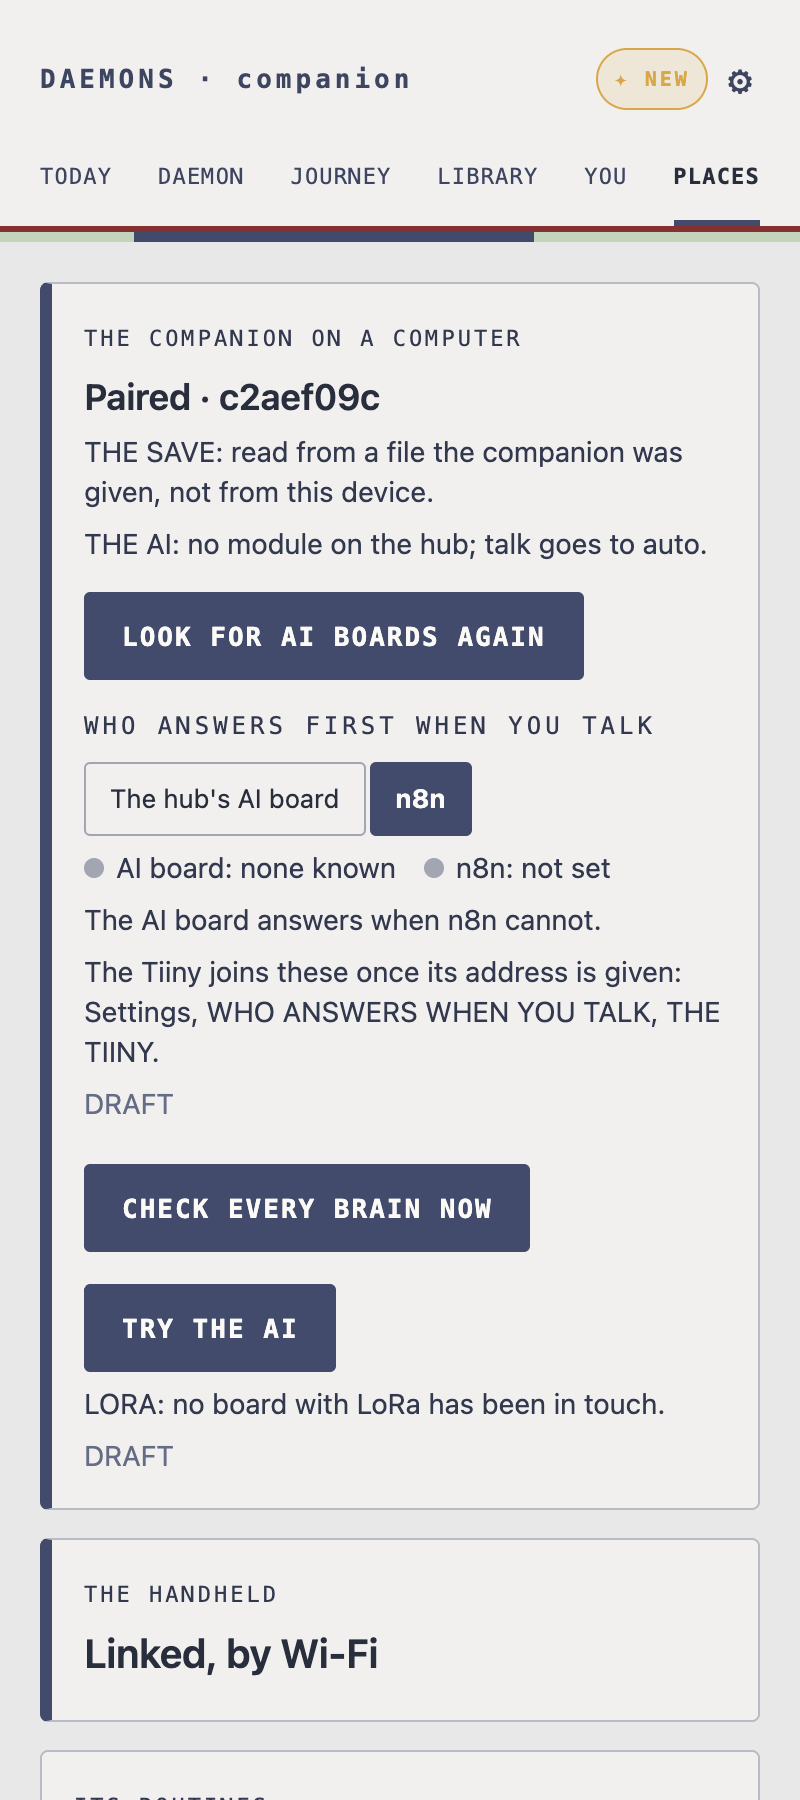 DAEMONS · companion
✦ NEW
⚙
TODAY DAEMON JOURNEY LIBRARY YOU PLACES
THE COMPANION ON A COMPUTER
Paired · c2aef09c
THE SAVE: read from a file the companion was
given, not from this device.
THE AI: no module on the hub; talk goes to auto.
LOOK FOR AI BOARDS AGAIN
WHO ANSWERS FIRST WHEN YOU TALK
The hub's AI board n8n
AI board: none known n8n: not set
The AI board answers when n8n cannot.
The Tiiny joins these once its address is given:
Settings, WHO ANSWERS WHEN YOU TALK, THE
TIINY.
DRAFT
CHECK EVERY BRAIN NOW
TRY THE AI
LORA: no board with LoRa has been in touch.
DRAFT
THE HANDHELD
Linked, by Wi-Fi
ITS ROUTINES